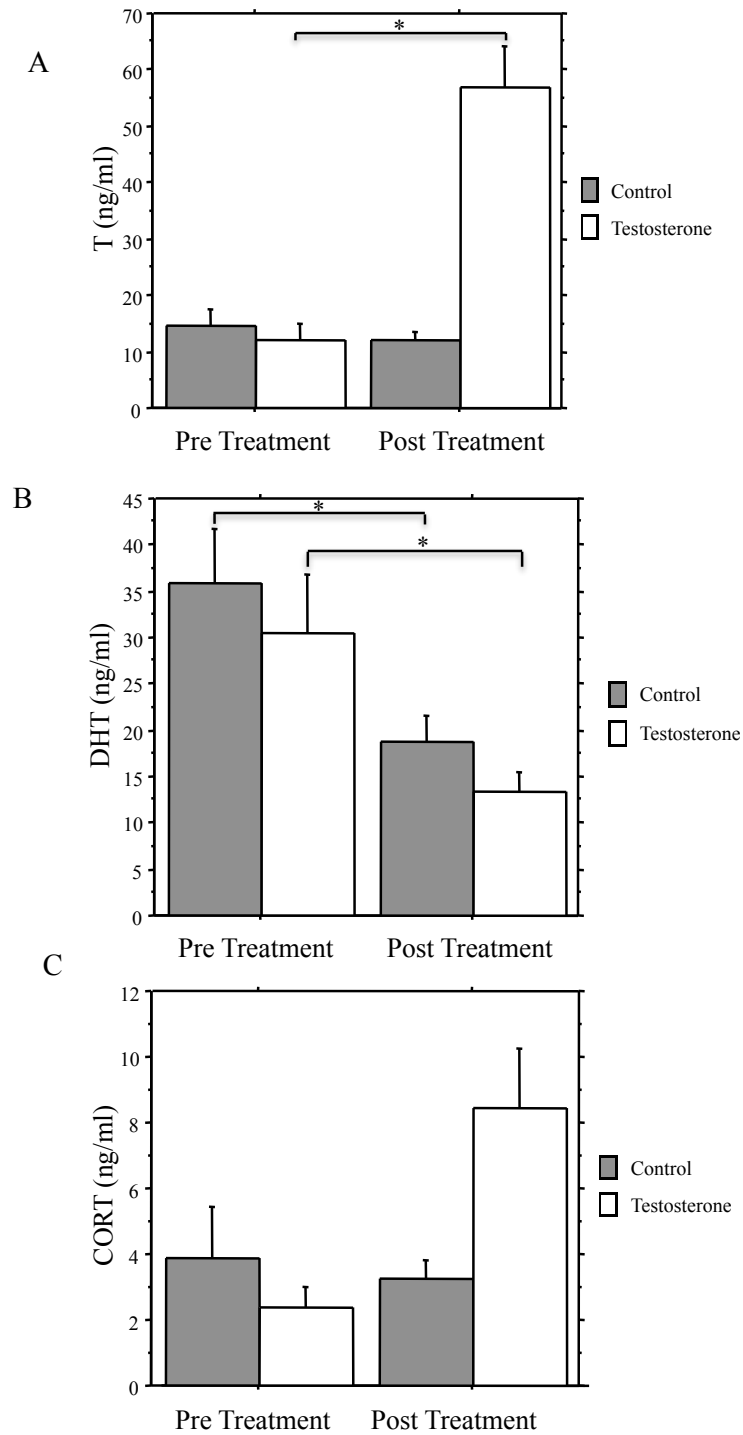 A
T (ng/ml)
70
60
50
40
30
20
10
0
*
Pre Treatment
Post Treatment
Control
Testosterone
B
DHT (ng/ml)
45
40
35
30
25
20
15
10
5
0
*
*
Pre Treatment
Post Treatment
Control
Testosterone
C
CORT (ng/ml)
12
10
8
6
4
2
0
Pre Treatment
Post Treatment
Control
Testosterone